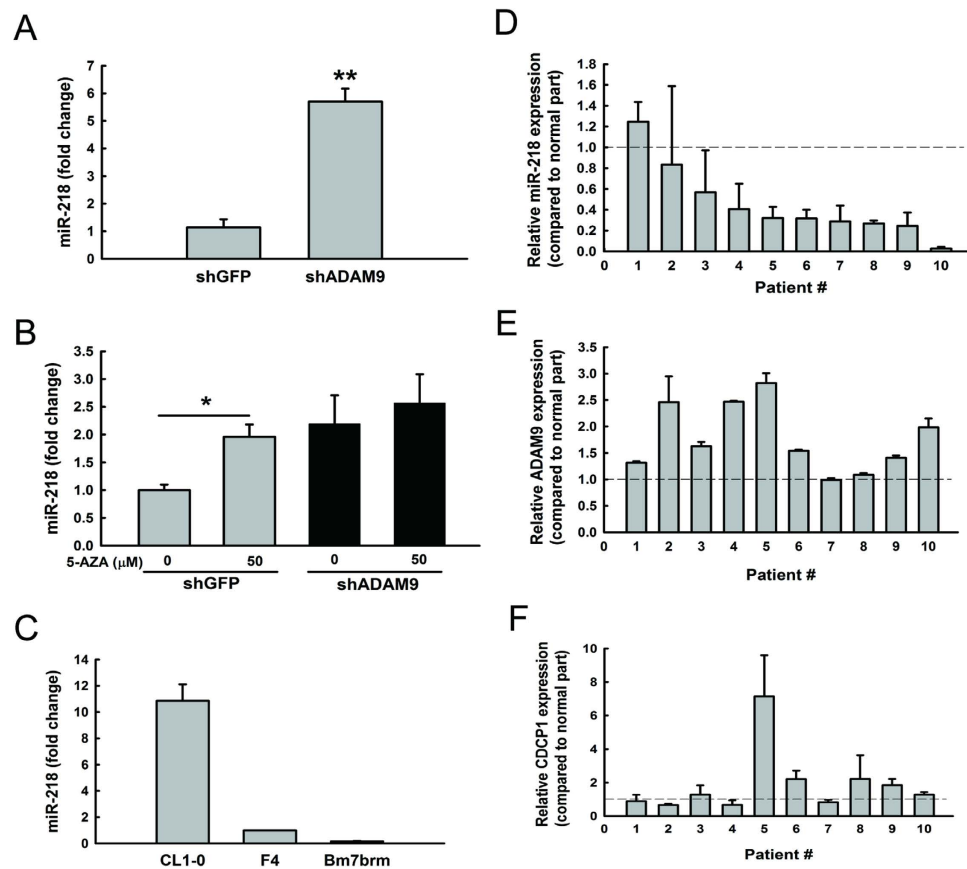 A
miR-218 (fold change)
7
6
5
4
3
2
1
0
**
shGFP
shADAM9
B
miR-218 (fold change)
3.5
3.0
2.5
2.0
1.5
1.0
0.5
0.0
*
5-AZA (μM)
0
50
0
50
shGFP
shADAM9
C
miR-218 (fold change)
14
12
10
8
6
4
2
0
CL1-0
F4
Bm7brm
D
Relative miR-218 expression
(compared to normal part)
1.8
1.6
1.4
1.2
1.0
0.8
0.6
0.4
0.2
0.0
0 1 2 3 4 5 6 7 8 9 10
Patient #
E
Relative ADAM9 expression
(compared to normal part)
3.5
3.0
2.5
2.0
1.5
1.0
0.5
0.0
0 1 2 3 4 5 6 7 8 9 10
Patient #
F
Relative CDCP1 expression
(compared to normal part)
10
8
6
4
2
0
0 1 2 3 4 5 6 7 8 9 10
Patient #